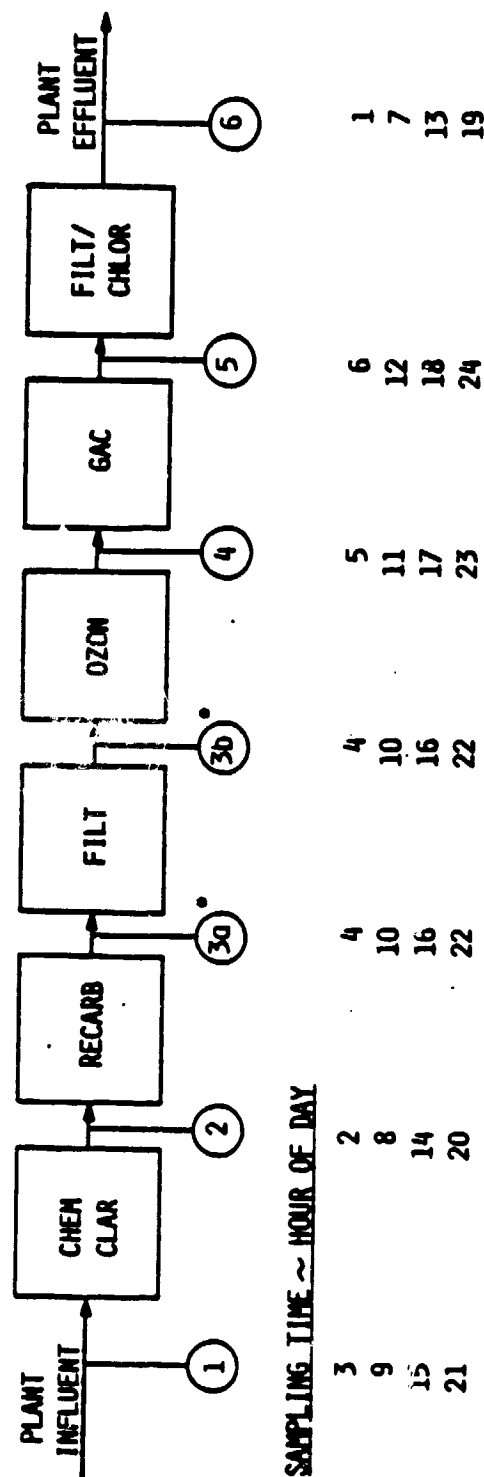 PLANT
INFLUENT
CHEM
CLAR
RECARB
FILT
OZON
GAC
FILT/
CHLOR
PLANT
EFFLUENT
1
2
3a *
3b *
4
5
6
SAMPLING TIME ~ HOUR OF DAY
3 2 4 4 5 6 1
9 8 10 10 11 12 7
15 14 16 16 17 18 13
21 20 22 22 23 24 19